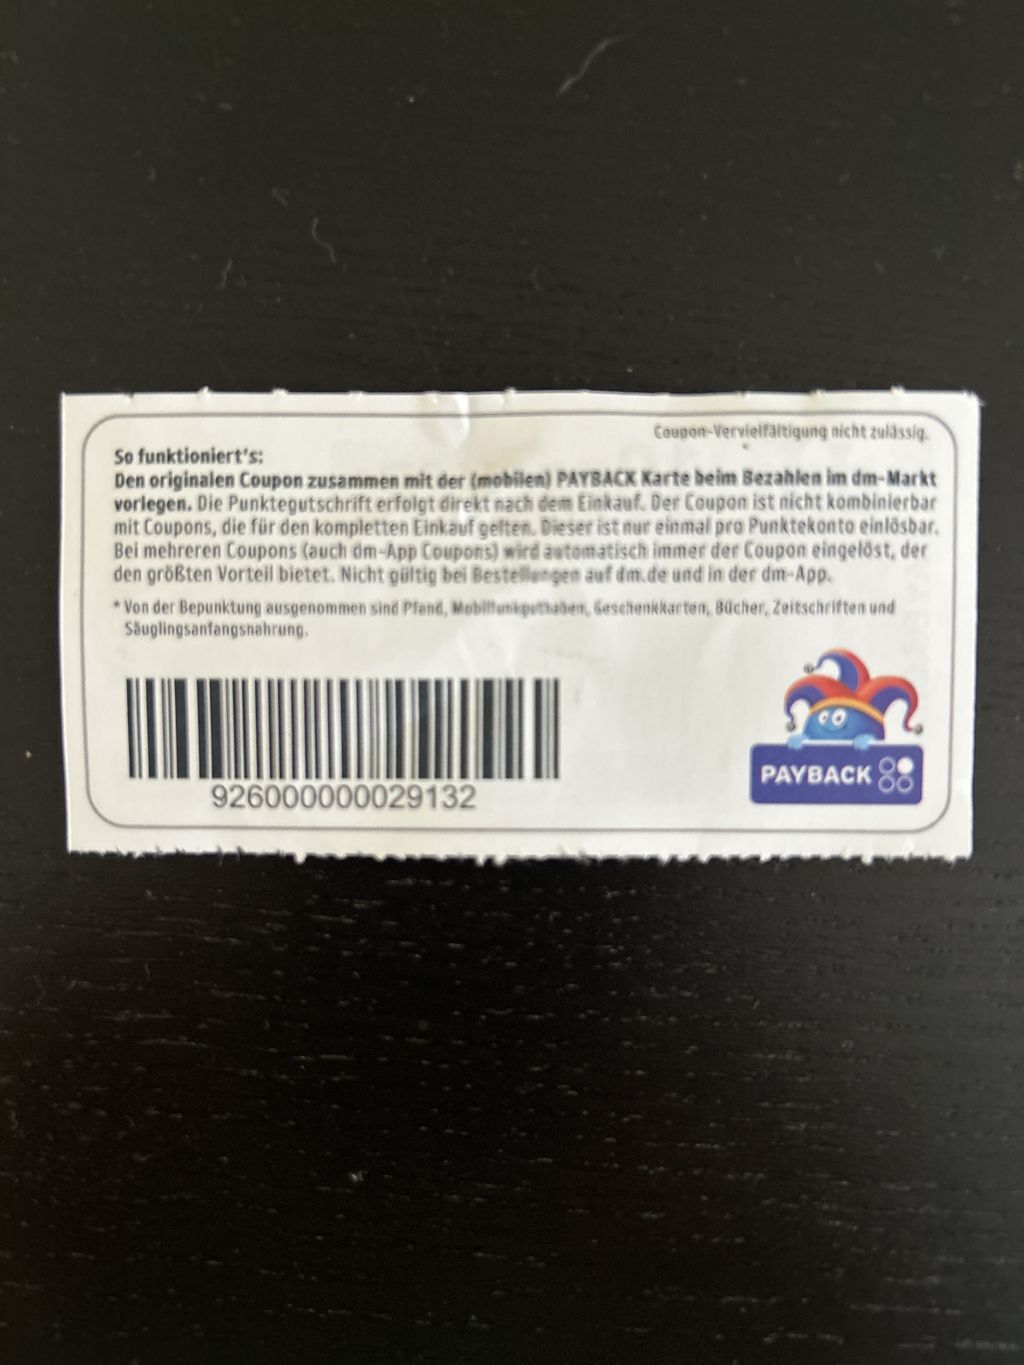 Coupon-Vervielfältigung nicht zulässig.
So funktioniert's:
Den originalen Coupon zusammen mit der (mobilen) PAYBACK Karte beim Bezahlen im dm-Markt
vorlegen. Die Punktegutschrift erfolgt direkt nach dem Einkauf. Der Coupon ist nicht kombinierbar
mit Coupons, die für den kompletten Einkauf gelten. Dieser ist nur einmal pro Punktekonto einlösbar.
Bei mehreren Coupons (auch dm-App Coupons) wird automatisch immer der Coupon eingelöst, der
den größten Vorteil bietet. Nicht gültig bei Bestellungen auf dm.de und in der dm-App.
* Von der Bepunktung ausgenommen sind Pfand, Mobilfunkguthaben, Geschenkkarten, Bücher, Zeitschriften und
Säuglingsanfangsnahrung.
926000000029132
PAYBACK